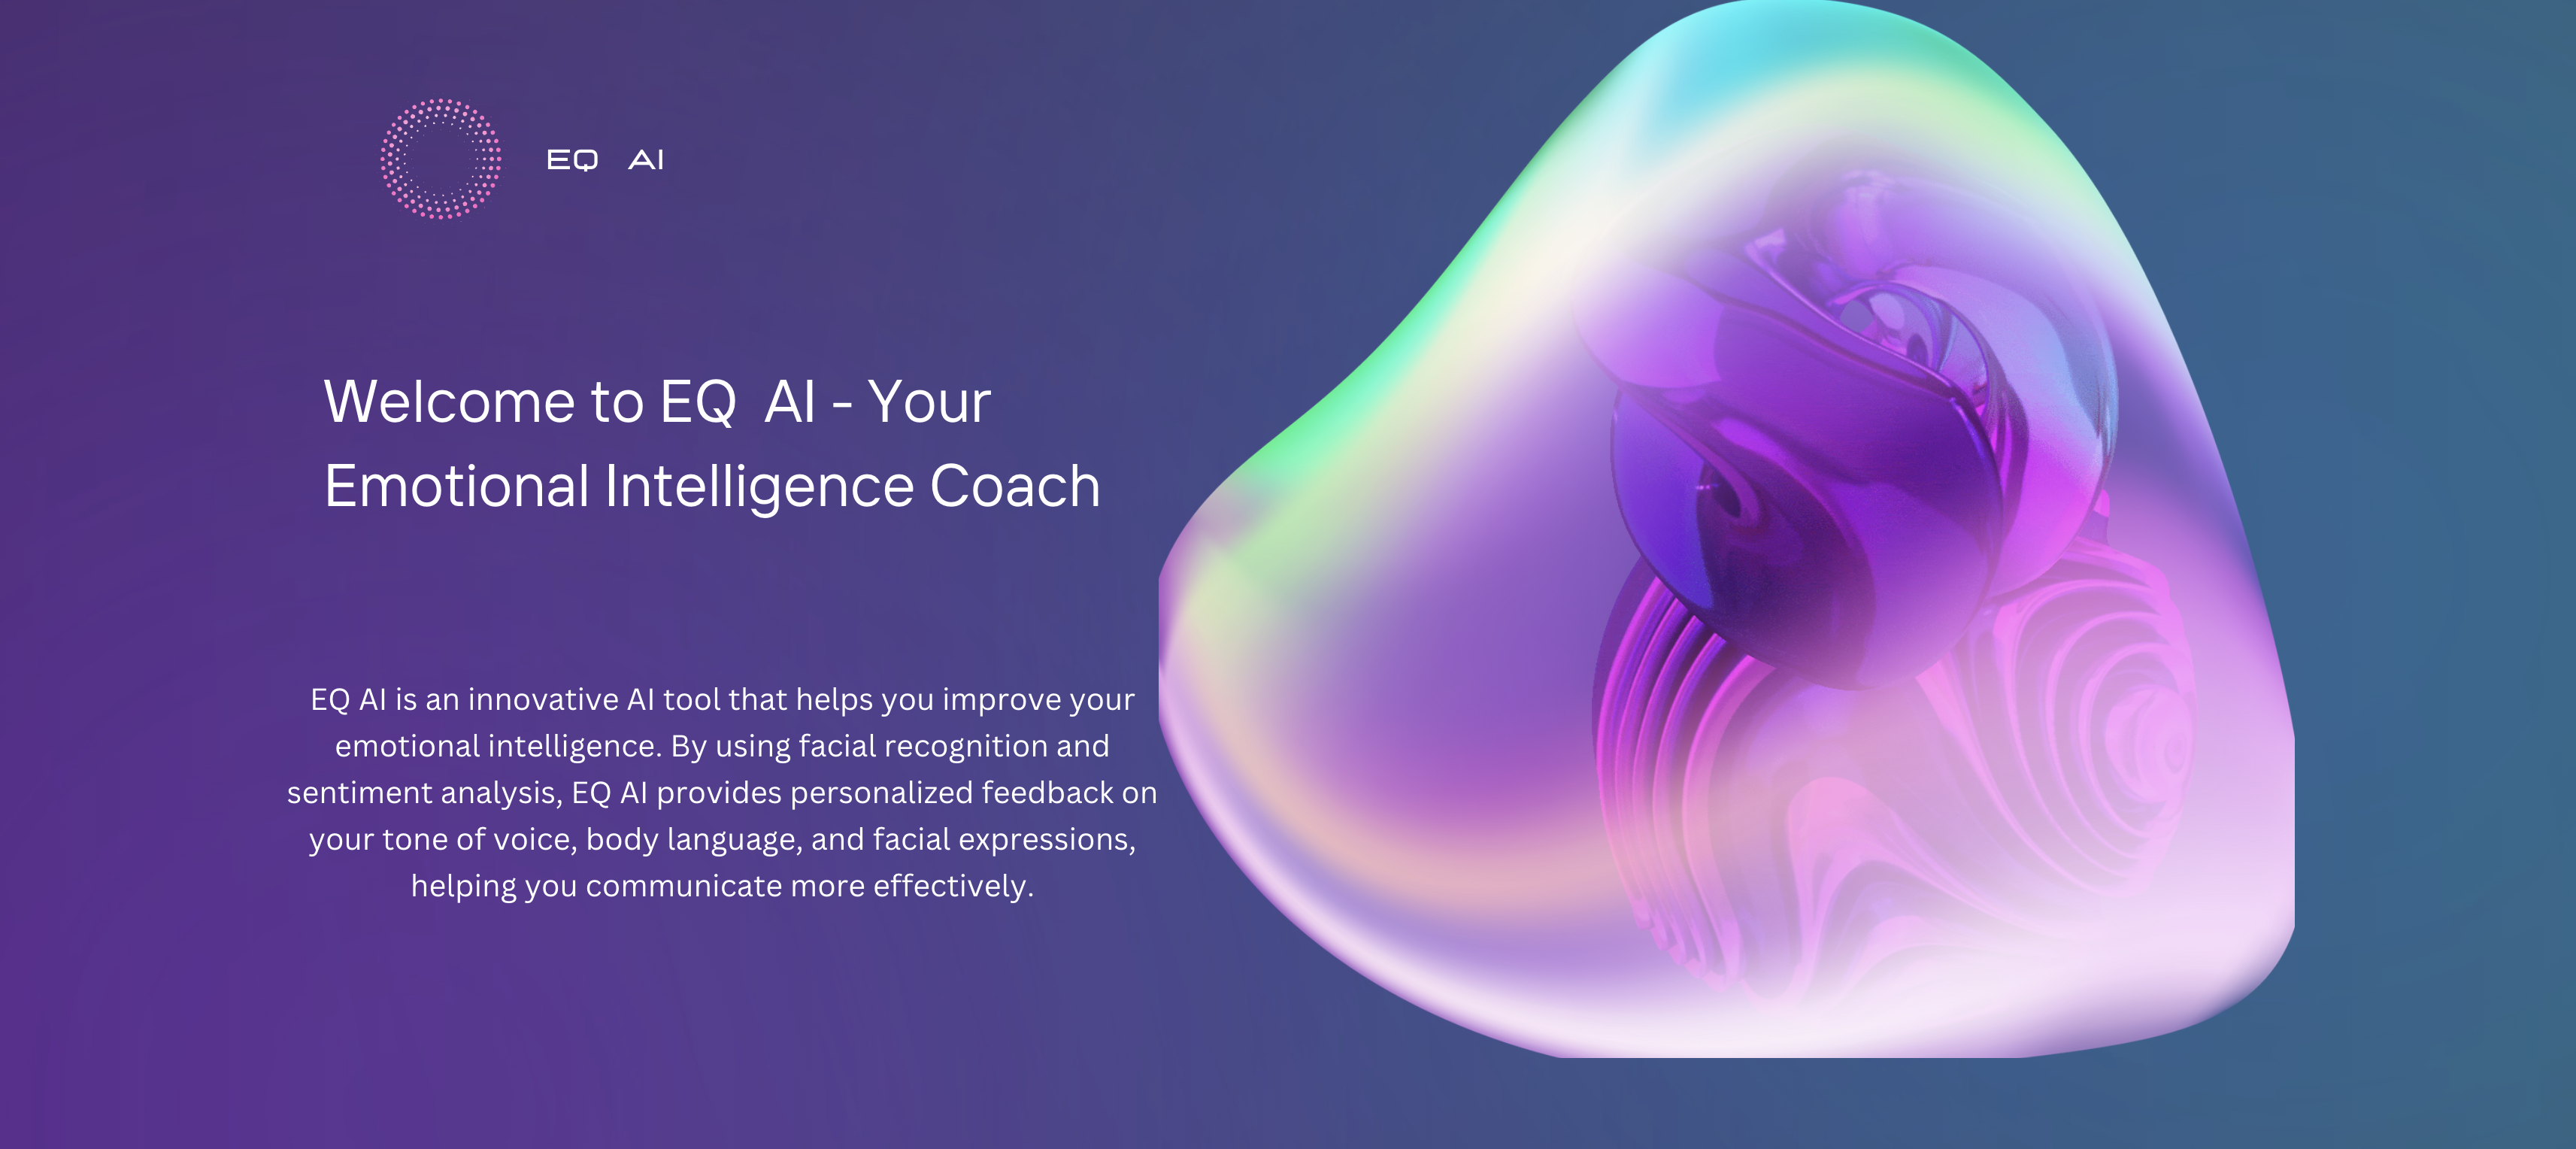 EQ AI
Welcome to EQ AI - Your
Emotional Intelligence Coach
EQ AI is an innovative AI tool that helps you improve your
emotional intelligence. By using facial recognition and
sentiment analysis, EQ AI provides personalized feedback on
your tone of voice, body language, and facial expressions,
helping you communicate more effectively.